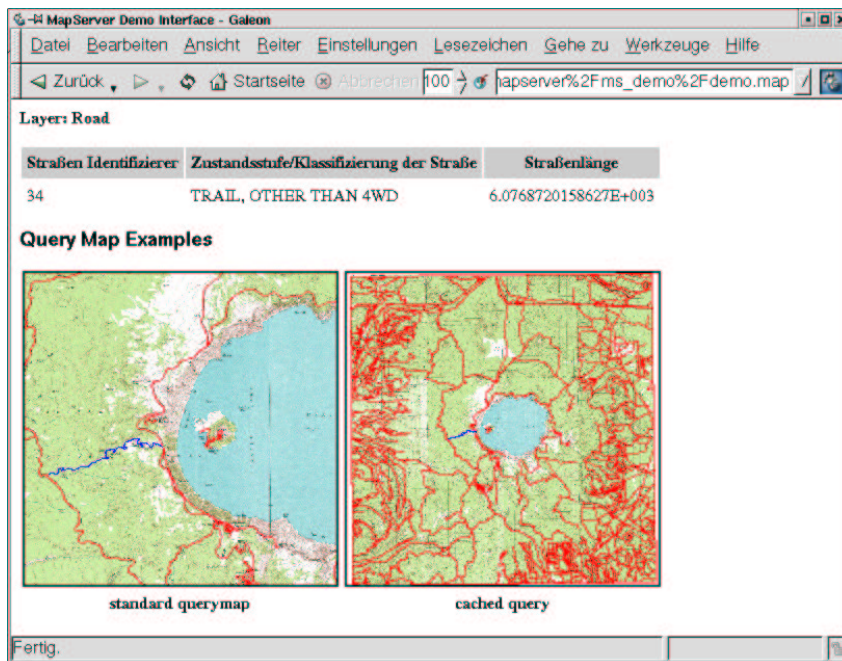 MapServer Demo Interface - Galeon
Datei Bearbeiten Ansicht Reiter Einstellungen Lesezeichen Gehe zu Werkzeuge Hilfe
Zurück Startseite Abbrechen 100 napserver%2Fms_demo%2Fdemo.map
Layer: Road
Straßen Identifizierer Zustandsstufe/Klassifizierung der Straße Straßenlänge
34 TRAIL, OTHER THAN 4WD 6.0768720158627E+003
Query Map Examples
standard querymap cached query
Fertig.